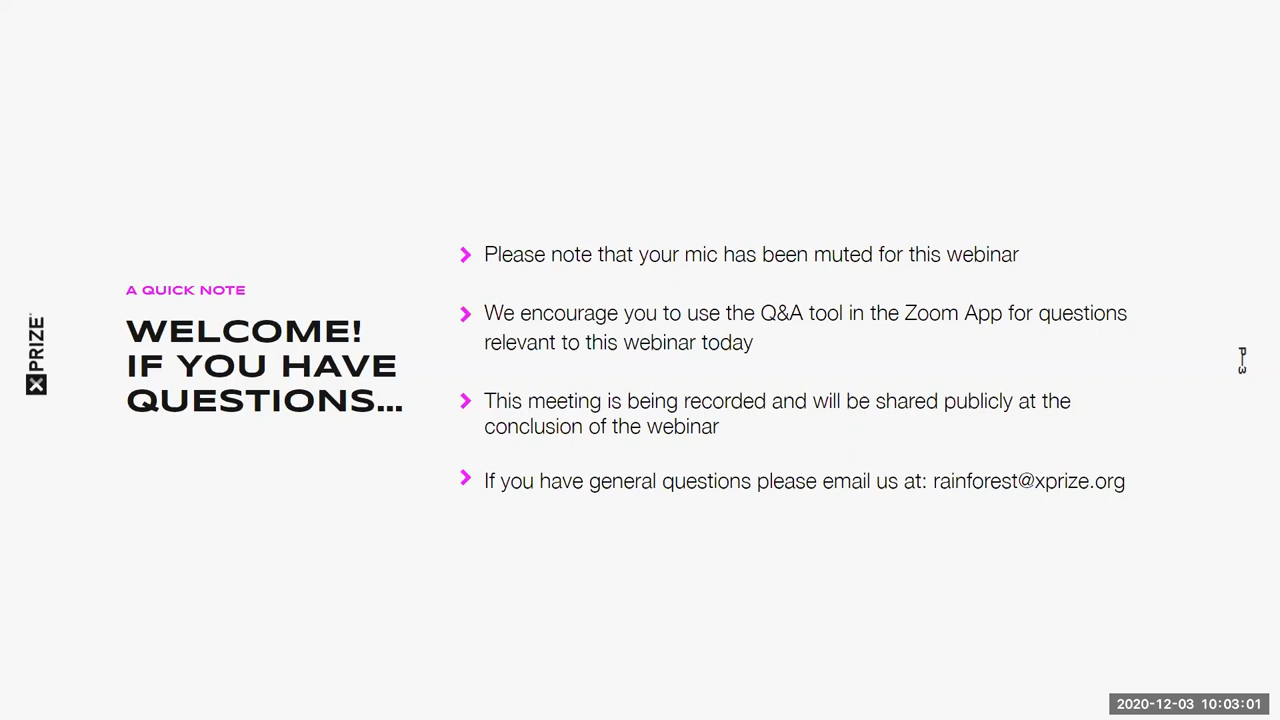 XPRIZE
A QUICK NOTE
WELCOME!
IF YOU HAVE
QUESTIONS...
Please note that your mic has been muted for this webinar
We encourage you to use the Q&A tool in the Zoom App for questions
relevant to this webinar today
This meeting is being recorded and will be shared publicly at the
conclusion of the webinar
If you have general questions please email us at: rainforest@xprize.org
P—3
2020-12-03 10:03:01